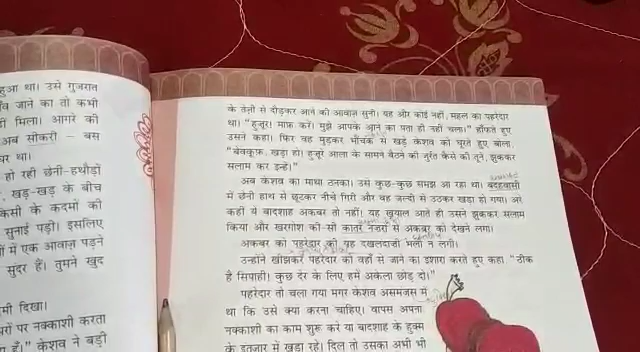 हुआ था। उसे गुजरात
जाने का तो कभी
मिला। आगरे की
अब सीकरी - बस
घर था।
हो रही छेनी-हथौड़ों
खड़-खड़ के बीच
किसी के कदमों की
सुनाई पड़ी। इसलिए
में एक आवाज़ पड़ने
सुंदर है। तुमने खुद
मी दिखा।
पर नक्काशी करता
केशव ने बड़ी
के तेज़ी से दौड़कर आने की आवाज़ सुनी। यह और कोई नहीं, महल का पहरेदार
था। "हुज़ूर! माफ़ करें। मुझे आपके आने का पता ही नहीं चला।" हाँफते हुए
उसने कहा। फिर वह मुड़कर भौंचके से खड़े केशव को घूरते हुए बोला,
"बेवकूफ़, खड़ा हो! हुज़ूर आला के सामने बैठने की जुर्रत कैसे की तूने, झुककर
सलाम कर इन्हें।"
अब केशव का माथा ठनका। उसे कुछ-कुछ समझ आ रहा था। बदहवासी
में छेनी हाथ से छूटकर नीचे गिरी और वह जल्दी से उठकर खड़ा हो गया। अरे
कहीं ये बादशाह अकबर तो नहीं। यह खयाल आते ही उसने झुककर सलाम
किया और खरगोश की सी कातर नज़रों से अकबर को देखने लगा।
अकबर को पहरेदार की यह दखलंदाज़ी भली न लगी।
उन्होंने खीझकर पहरेदार को वहाँ से जाने का इशारा करते हुए कहा। "ठीक
है सिपाही! कुछ देर के लिए हमें अकेला छोड़ दो।"
पहरेदार तो चला गया मगर केशव असमंजस में
था कि उसे क्या करना चाहिए। वापस अपना
नक्काशी का काम शुरू करे या बादशाह के हुक्म
के इंतज़ार में खड़ा रहे। दिल तो उसका अभी भी